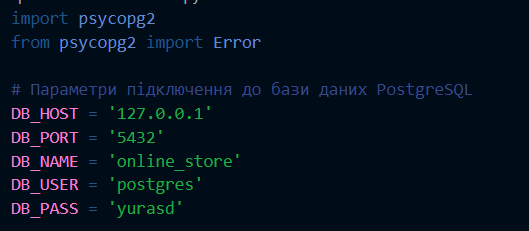 import psycopg2
from psycopg2 import Error

# Параметри підключення до бази даних PostgreSQL
DB_HOST = '127.0.0.1'
DB_PORT = '5432'
DB_NAME = 'online_store'
DB_USER = 'postgres'
DB_PASS = 'yurasd'